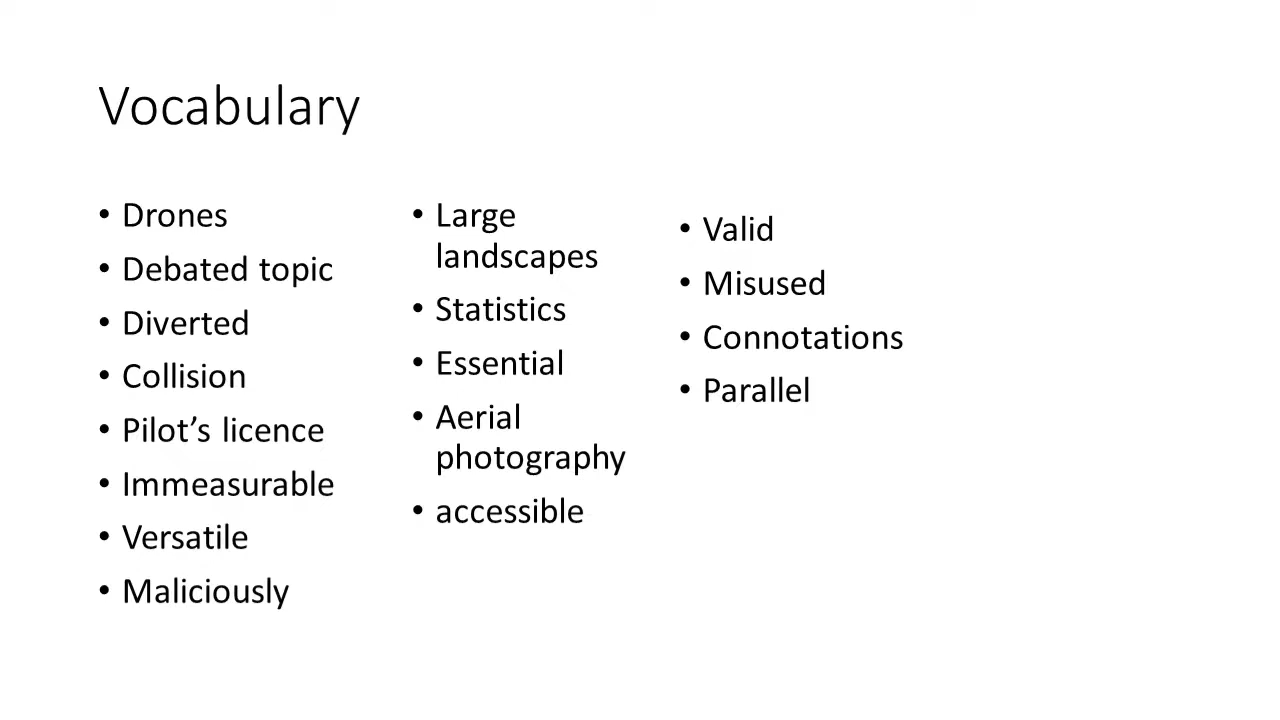 Vocabulary
• Drones
• Debated topic
• Diverted
• Collision
• Pilot’s licence
• Immeasurable
• Versatile
• Maliciously
• Large
landscapes
• Statistics
• Essential
• Aerial
photography
• accessible
• Valid
• Misused
• Connotations
• Parallel